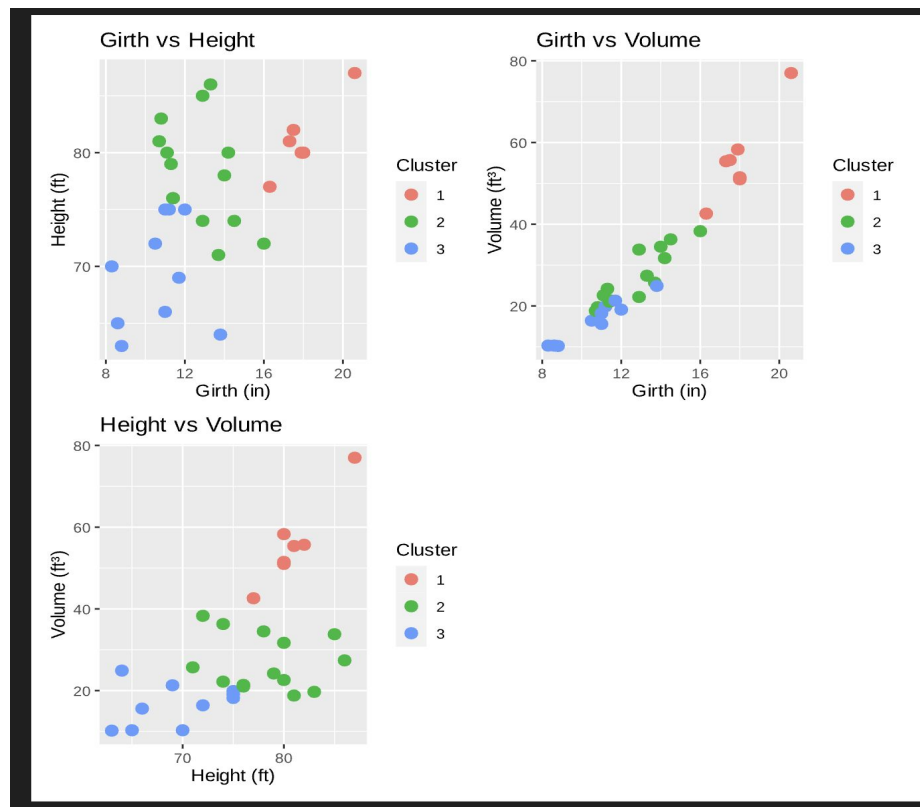 Girth vs Height
Height (ft)
80
70
8
12
16
20
Girth (in)
Cluster
1
2
3
Girth vs Volume
Volume (ft³)
80
60
40
20
8
12
16
20
Girth (in)
Cluster
1
2
3
Height vs Volume
Volume (ft³)
80
60
40
20
70
80
Height (ft)
Cluster
1
2
3